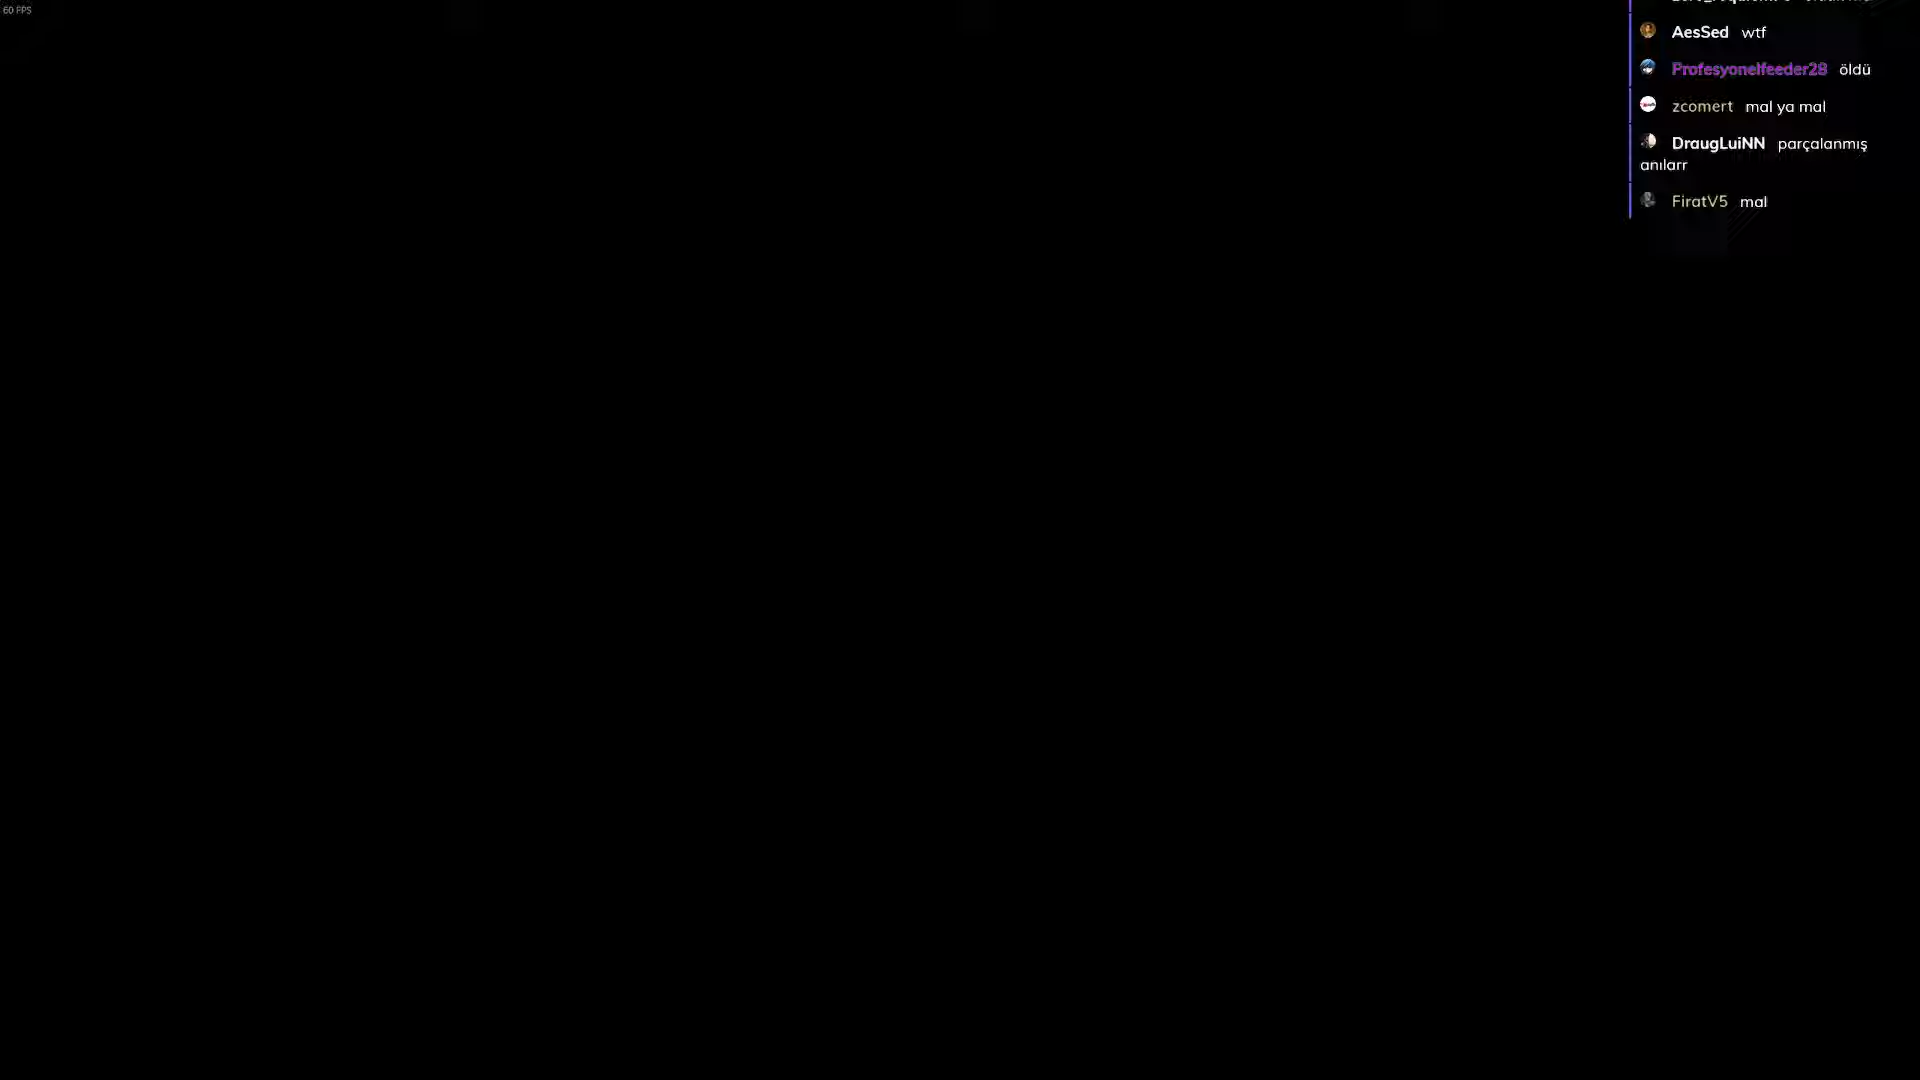 60 FPS
AesSed wtf
Profesyonelfeeder28 öldü
zcomert mal ya mal
DraugLuiNN parçalanmış
anılarr
FiratV5 mal